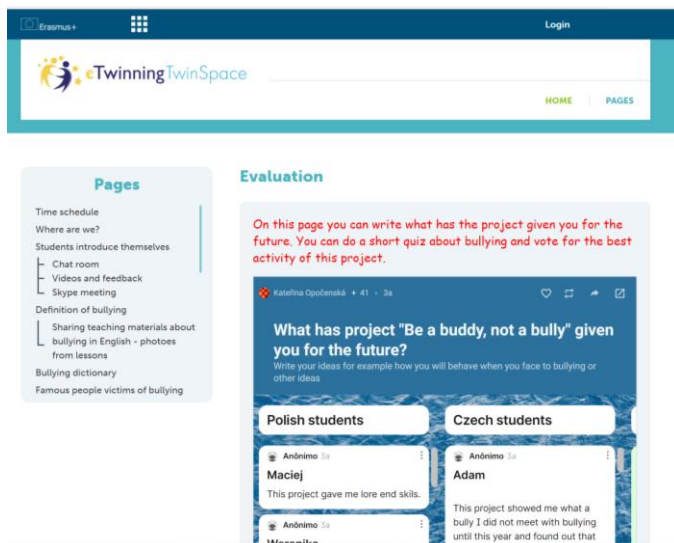 Erasmus+
Login
eTwinningTwinSpace
HOME
PAGES
Pages
Time schedule
Where are we?
Students introduce themselves
Chat room
Videos and feedback
Skype meeting
Definition of bullying
Sharing teaching materials about
bullying in English - photoes
from lessons
Bullying dictionary
Famous people victims of bullying
Evaluation
On this page you can write what has the project given you for the
future. You can do a short quiz about bullying and vote for the best
activity of this project.
Kateřina Opočenská + 41 • 3a
What has project "Be a buddy, not a bully" given
you for the future?
Write your ideas for example how you will behave when you face to bullying or
other ideas
Polish students
Anônimo 3a
Maciej
This project gave me lore end skils.
Anônimo 3a
Czech students
Anônimo 3a
Adam
This project showed me what a
bully I did not meet with bullying
until this year and found out that